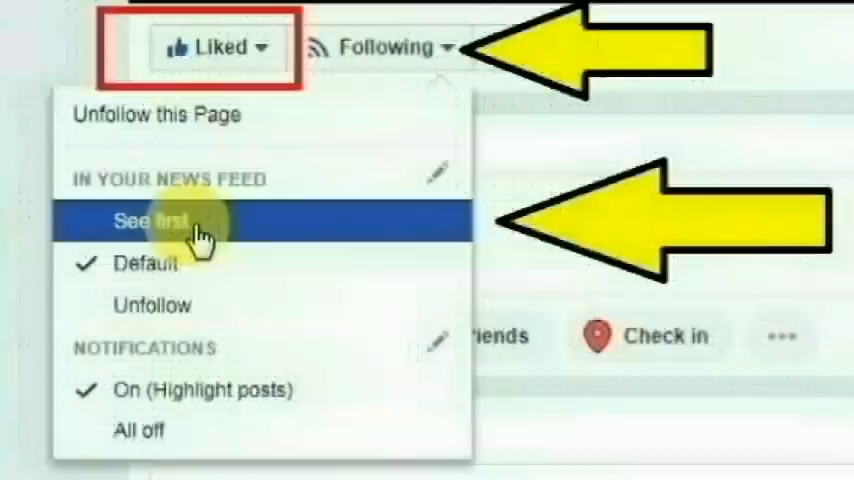 Liked Following
Unfollow this Page
IN YOUR NEWS FEED
See first
Default
Unfollow
iends Check in
NOTIFICATIONS
On (Highlight posts)
All off